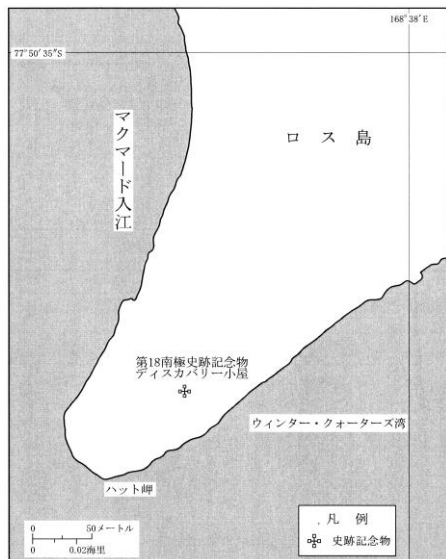 168°38′E
77°50′35″S
マクマード入江
ロス島
第18南極史跡記念物
ディスカバリー小屋
ウィンター・クォーターズ湾
ハット岬
0 50メートル
0 0.02海里
凡例
史跡記念物